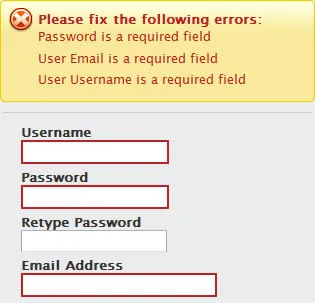 Please fix the following errors:
Password is a required field
User Email is a required field
User Username is a required field
Username
Password
Retype Password
Email Address